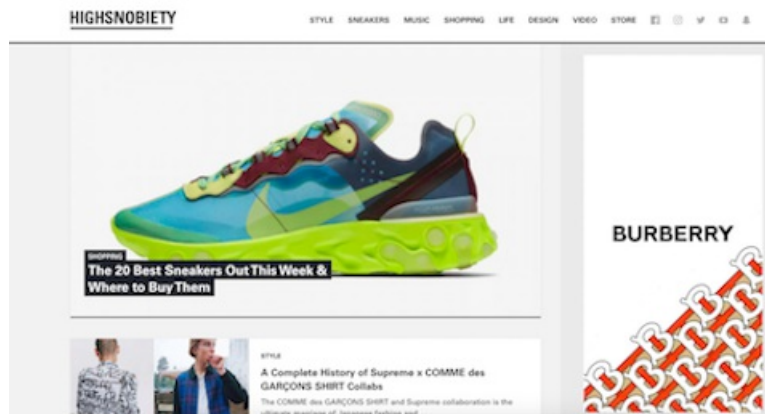 HIGHSNOBIETY
STYLE SNEAKERS MUSIC SHOPPING LIFE DESIGN VIDEO STORE
SHOPPING
The 20 Best Sneakers Out This Week &
Where to Buy Them
BURBERRY
STYLE
A Complete History of Supreme x COMME des
GARÇONS SHIRT Collabs
The COMME des GARÇONS SHIRT and Supreme collaboration is the